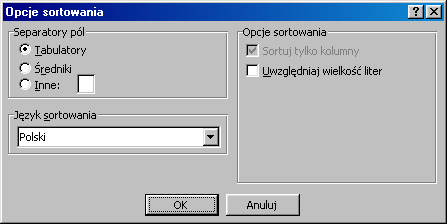 Opcje sortowania
Separatory pól
Tabulatory
Średniki
Inne:
Język sortowania
Polski
Opcje sortowania
Sortuj tylko kolumny
Uwzględniaj wielkość liter
OK
Anuluj